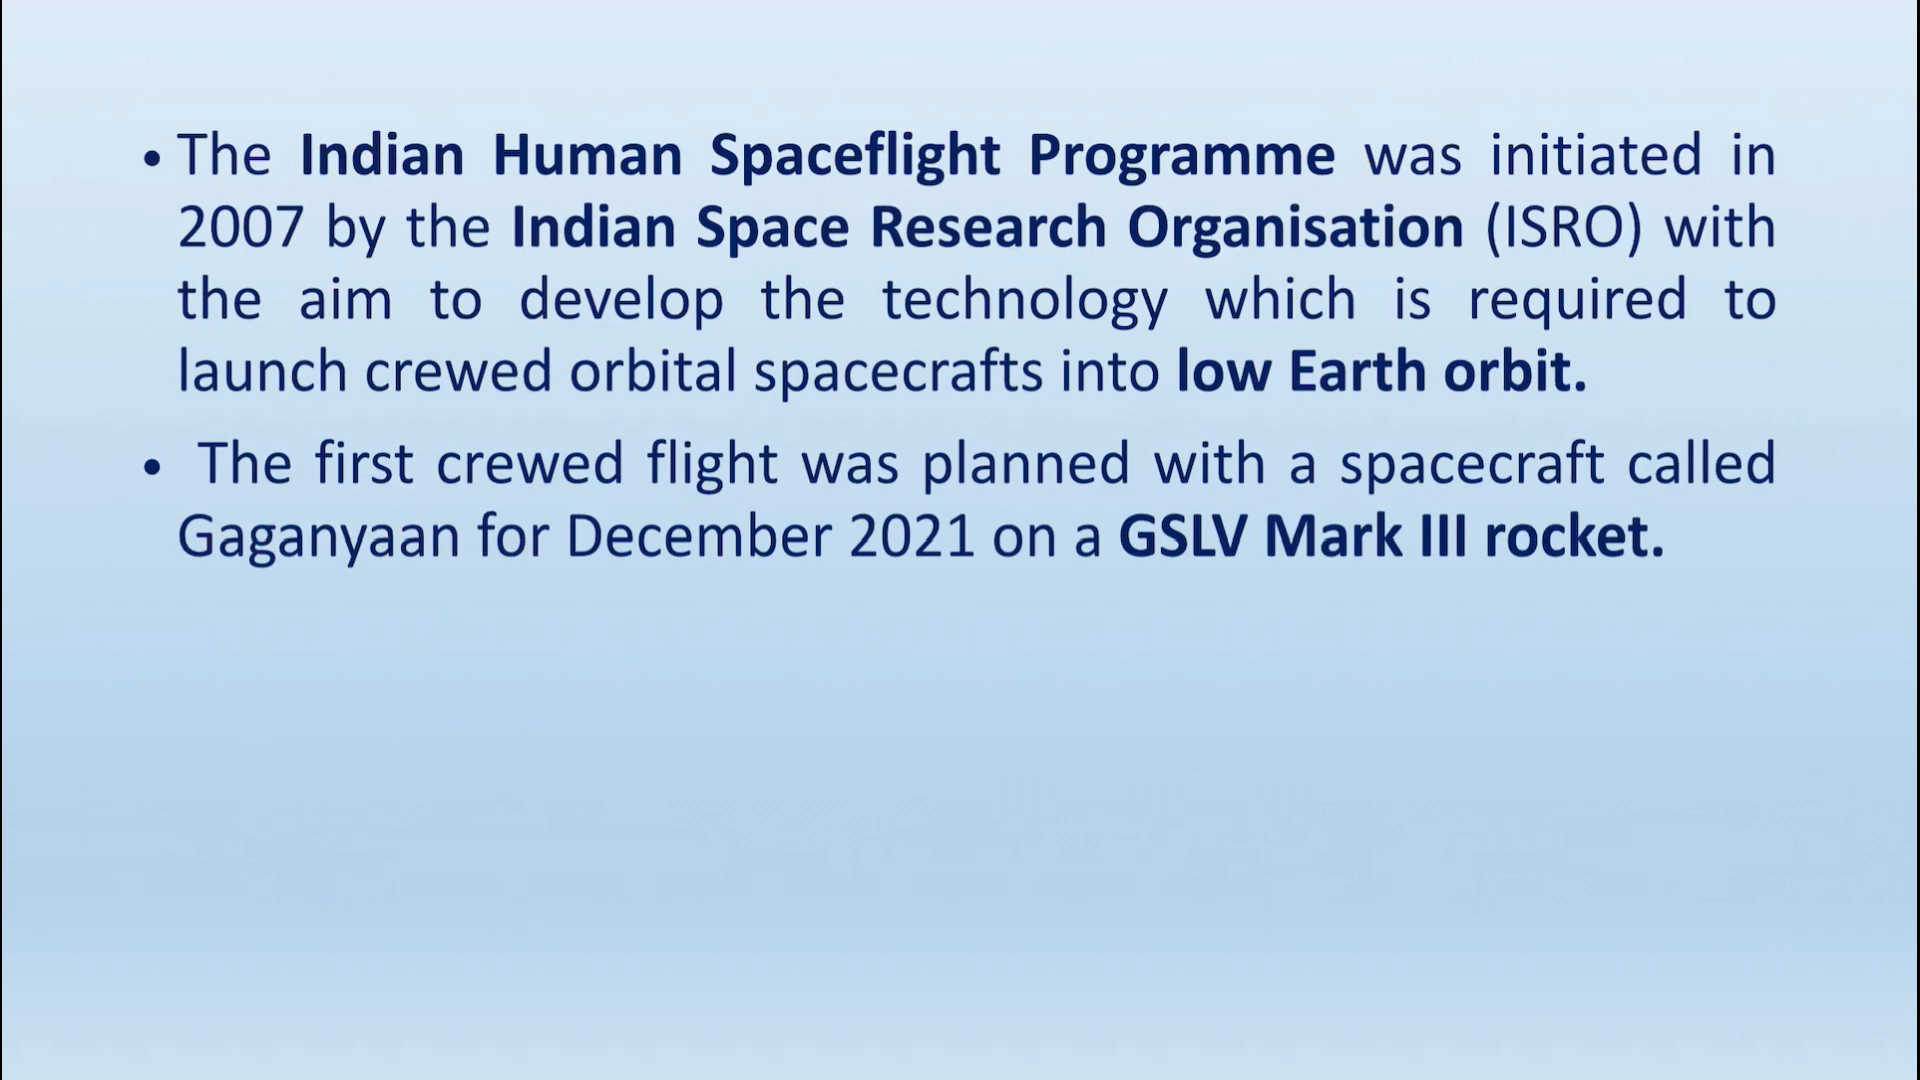 • The Indian Human Spaceflight Programme was initiated in
2007 by the Indian Space Research Organisation (ISRO) with
the aim to develop the technology which is required to
launch crewed orbital spacecrafts into low Earth orbit.
• The first crewed flight was planned with a spacecraft called
Gaganyaan for December 2021 on a GSLV Mark III rocket.